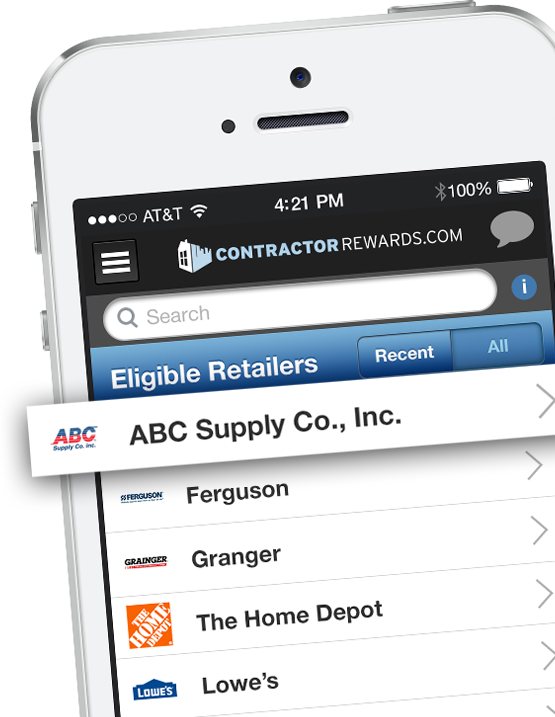 AT&T 4:21 PM 100%
CONTRACTORREWARDS.COM
Search
i
Eligible Retailers Recent All
ABC
Supply Co. Inc.
ABC Supply Co., Inc.
FERGUSON
Ferguson
GRAINGER
Granger
THE
HOME
DEPOT
The Home Depot
LOWE'S
Lowe's